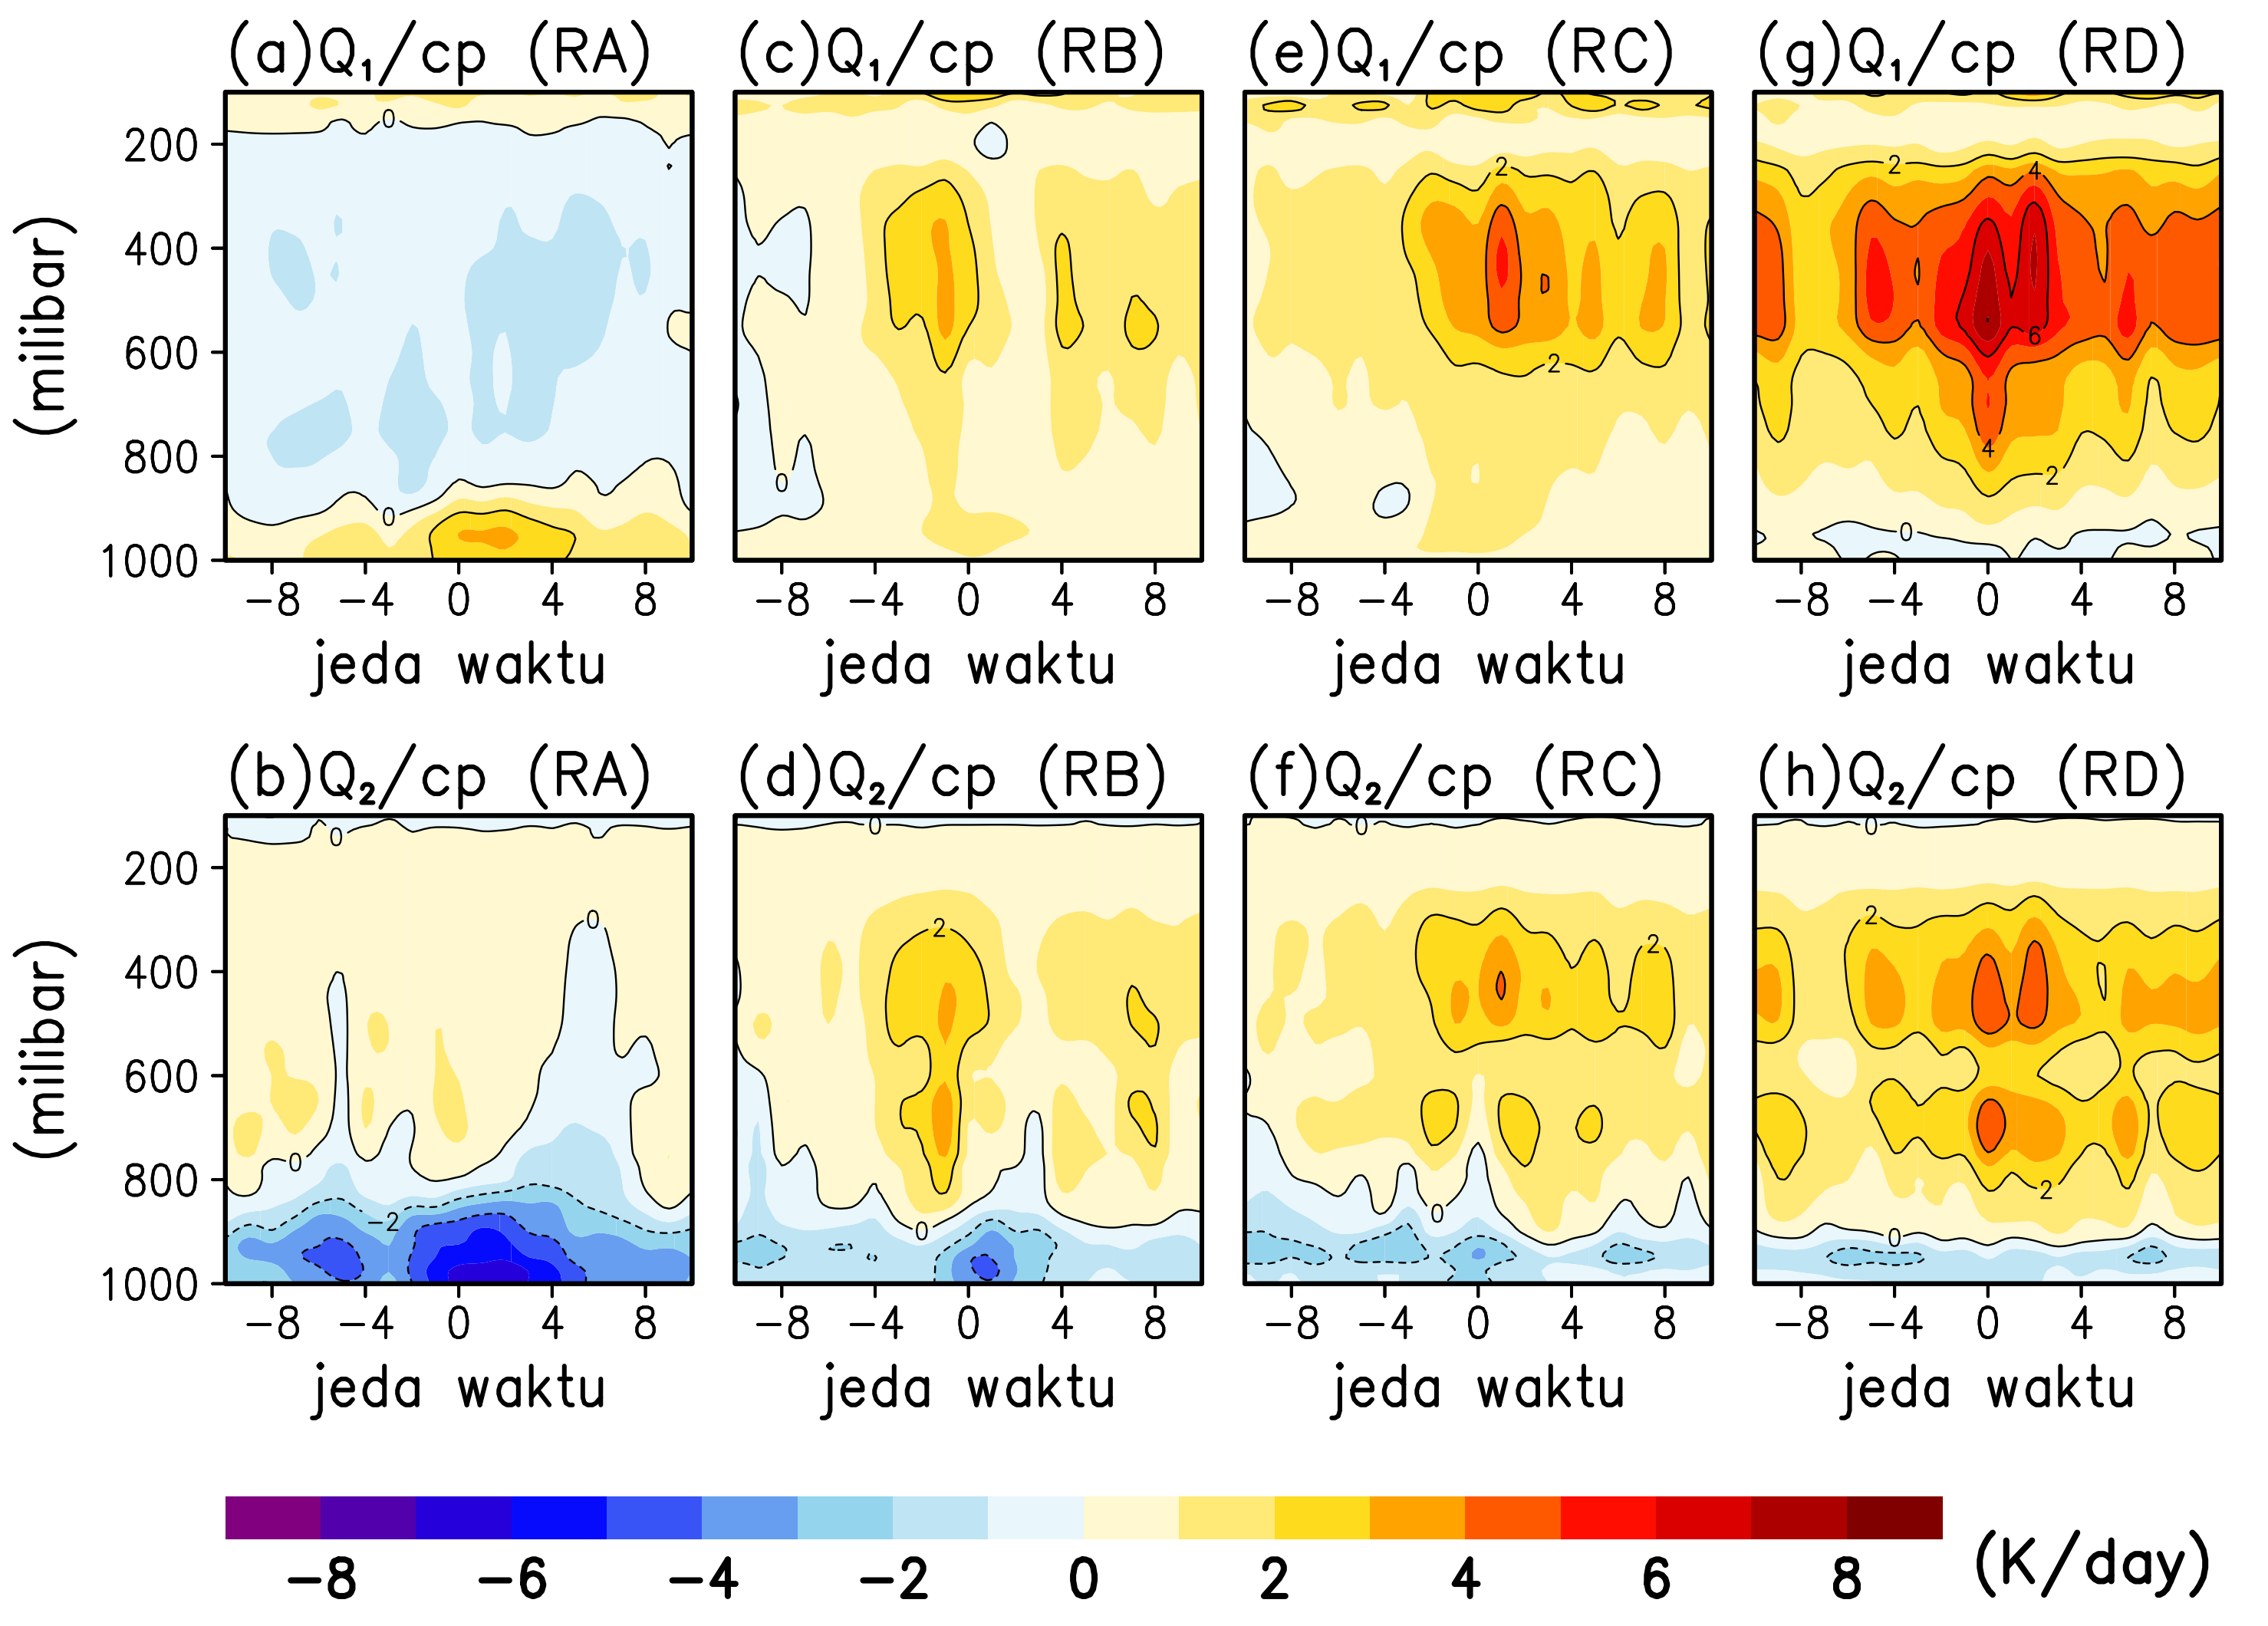 (a)Q₁/cp (RA) (c)Q₁/cp (RB) (e)Q₁/cp (RC) (g)Q₁/cp (RD)
0 2 2 4
200
400
(milibar)
600
6
2
800
4
0 2
0 0
1000
−8 −4 0 4 8 −8 −4 0 4 8 −8 −4 0 4 8 −8 −4 0 4 8
jeda waktu jeda waktu jeda waktu jeda waktu
(b)Q₂/cp (RA) (d)Q₂/cp (RB) (f)Q₂/cp (RC) (h)Q₂/cp (RD)
0 0 0 0
200
0 2 2 2
400
(milibar)
600
0
800
2
−2 0 0 0
1000
−8 −4 0 4 8 −8 −4 0 4 8 −8 −4 0 4 8 −8 −4 0 4 8
jeda waktu jeda waktu jeda waktu jeda waktu
−8 −6 −4 −2 0 2 4 6 8 (K/day)